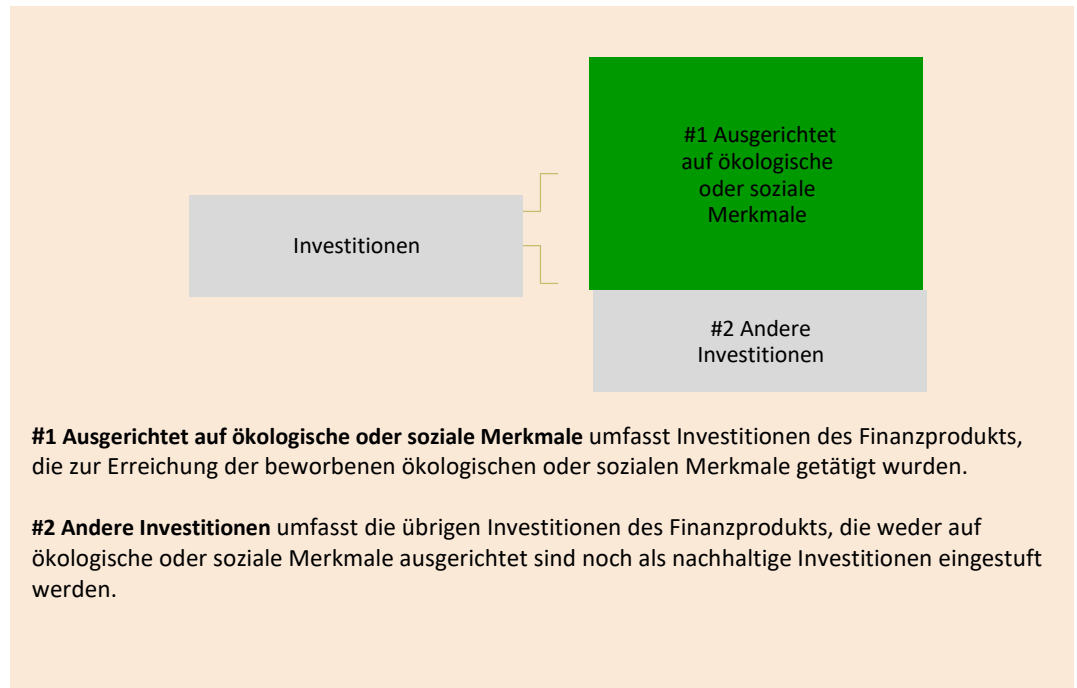 #1 Ausgerichtet
auf ökologische
oder soziale
Merkmale
Investitionen
#2 Andere
Investitionen
#1 Ausgerichtet auf ökologische oder soziale Merkmale umfasst Investitionen des Finanzprodukts,
die zur Erreichung der beworbenen ökologischen oder sozialen Merkmale getätigt wurden.
#2 Andere Investitionen umfasst die übrigen Investitionen des Finanzprodukts, die weder auf
ökologische oder soziale Merkmale ausgerichtet sind noch als nachhaltige Investitionen eingestuft
werden.